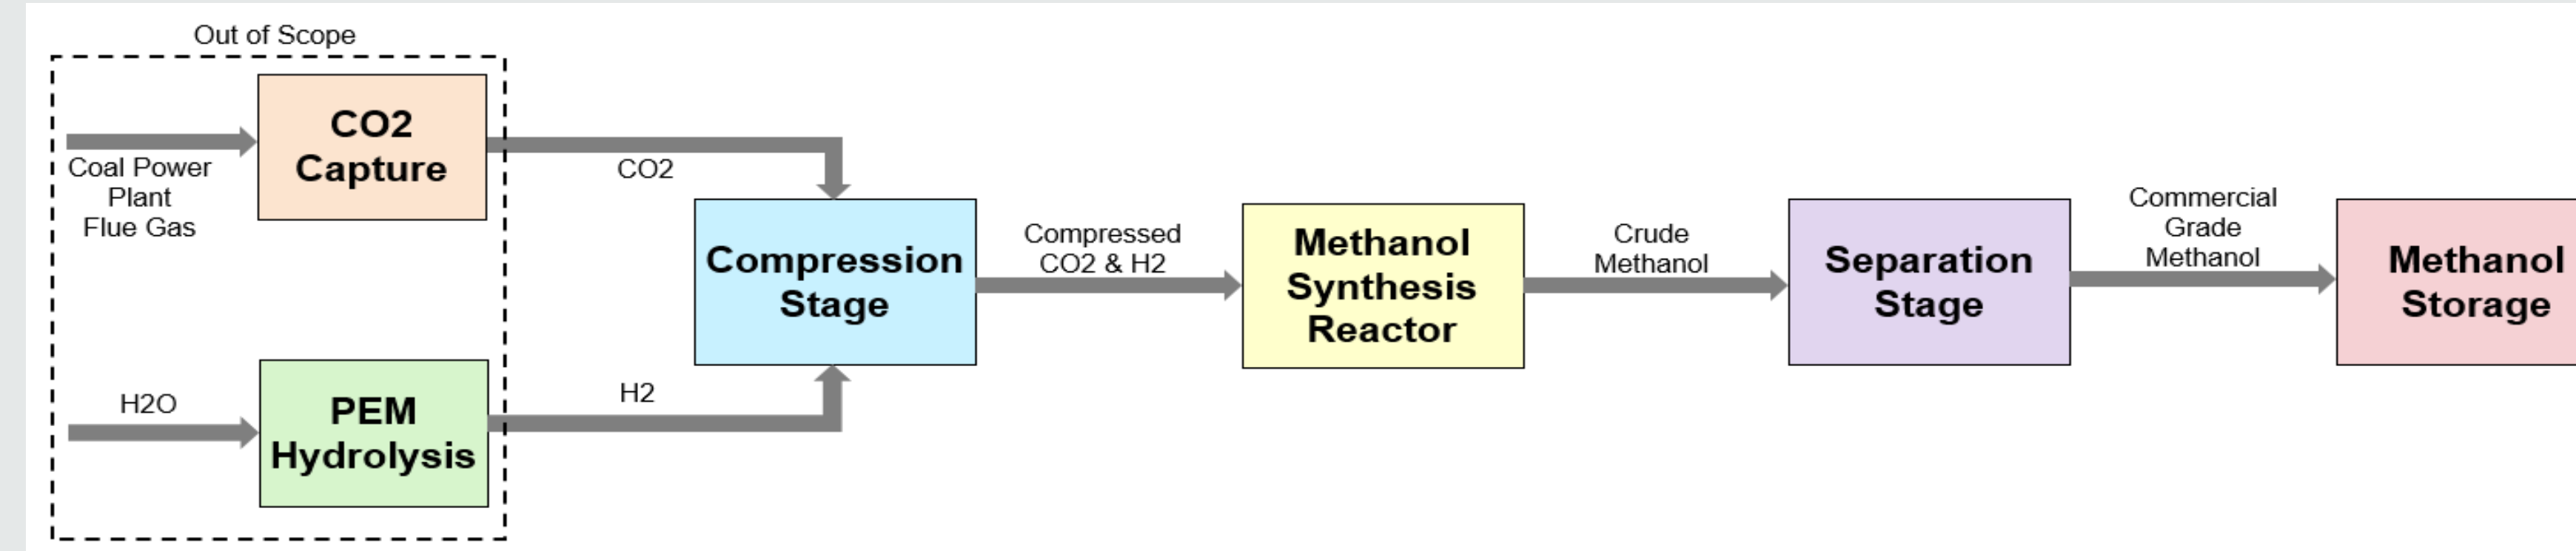 Out of Scope
CO2
Capture
Coal Power
Plant
Flue Gas
CO2
H2O
PEM
Hydrolysis
H2
Compression
Stage
Compressed
CO2 & H2
Methanol
Synthesis
Reactor
Crude
Methanol
Separation
Stage
Commercial
Grade
Methanol
Methanol
Storage